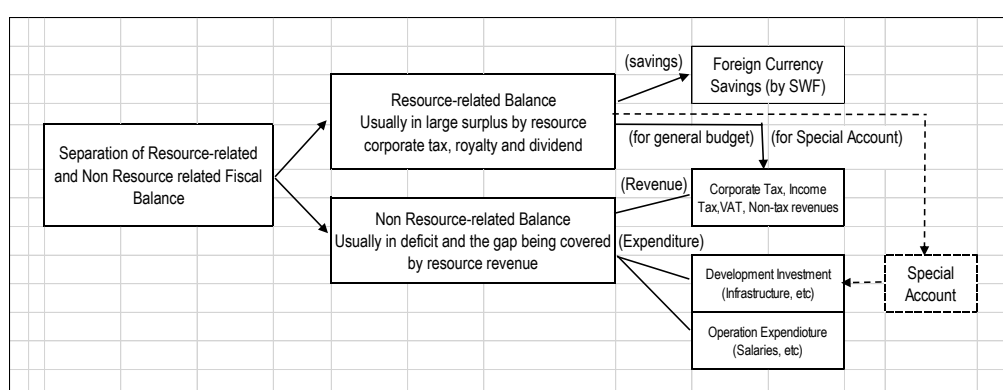 (savings)
Foreign Currency
Savings (by SWF)
Resource-related Balance
Usually in large surplus by resource
corporate tax, royalty and dividend
(for general budget)
(for Special Account)
Separation of Resource-related
and Non Resource related Fiscal
Balance
(Revenue)
Corporate Tax, Income
Tax,VAT, Non-tax revenues
Non Resource-related Balance
Usually in deficit and the gap being covered
by resource revenue
(Expenditure)
Development Investment
(Infrastructure, etc)
Special
Account
Operation Expendioture
(Salaries, etc)